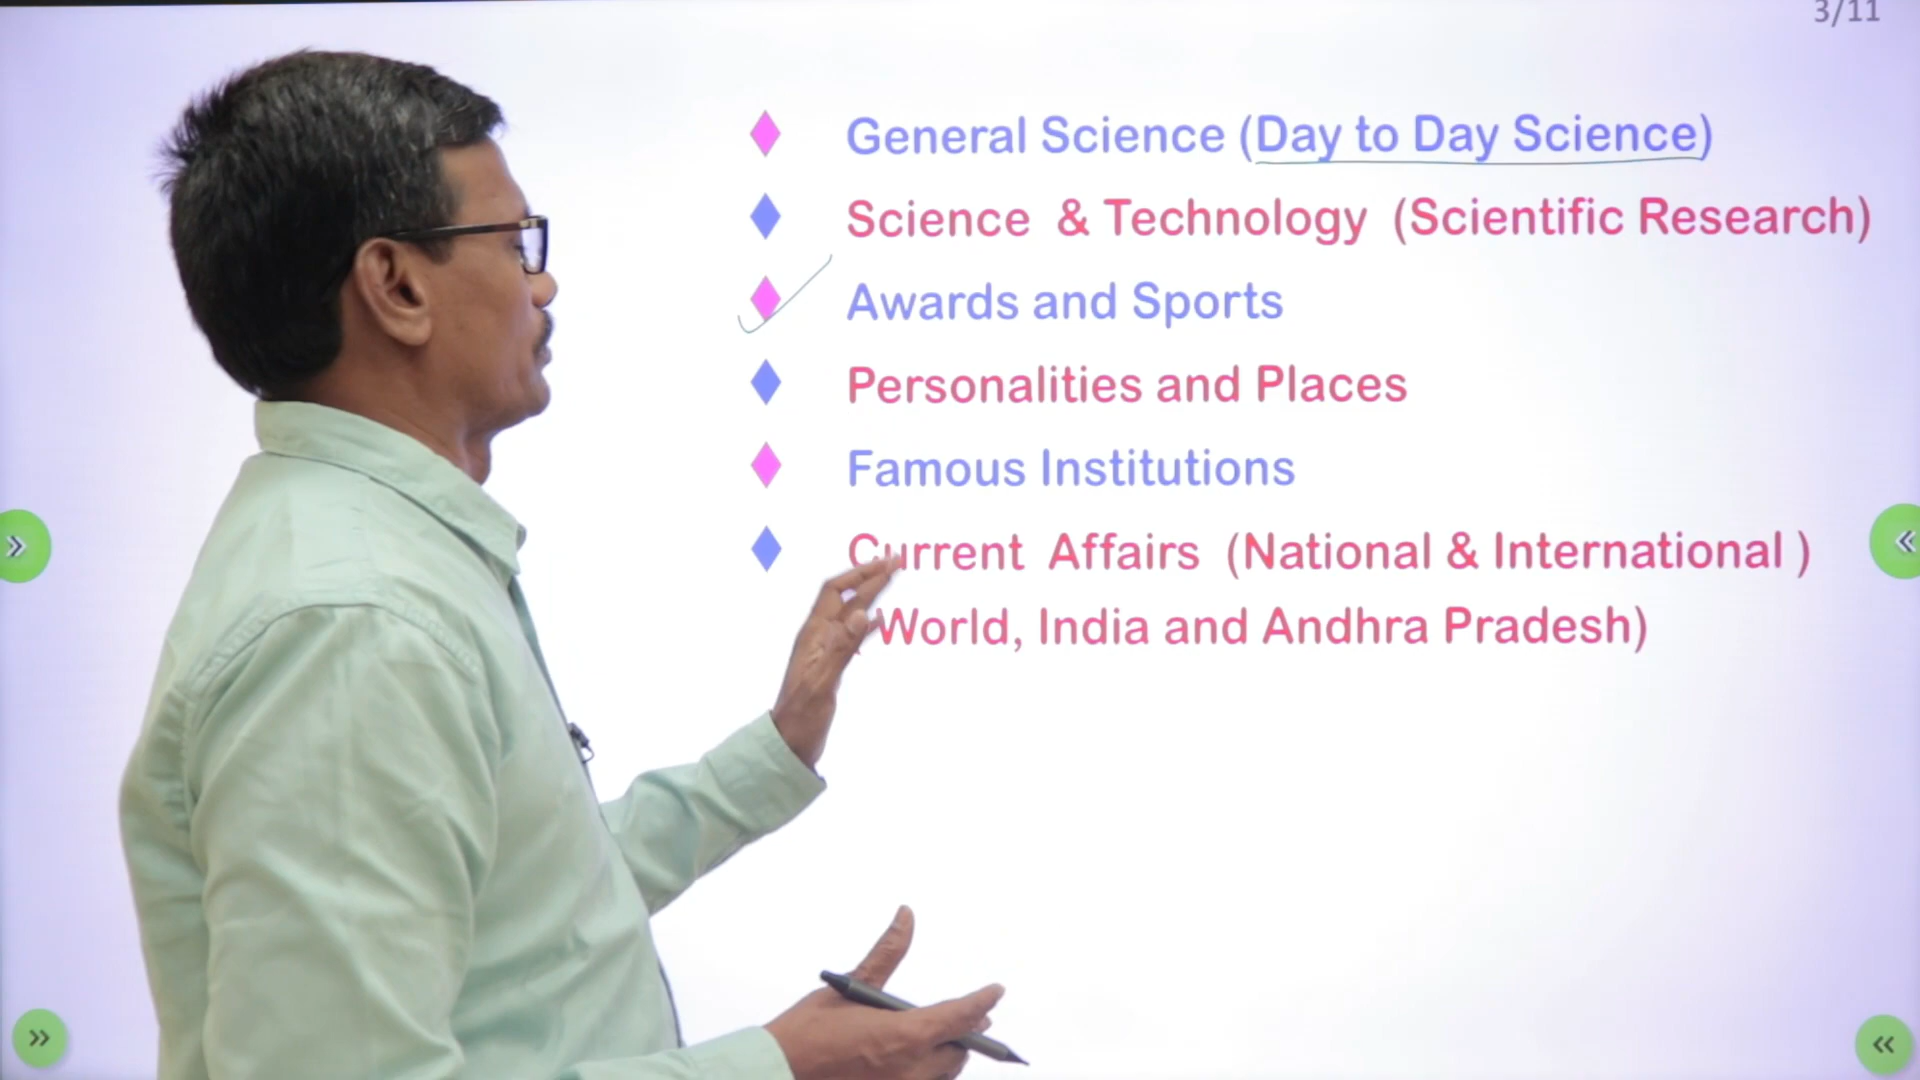 3/11
General Science (Day to Day Science)
Science & Technology (Scientific Research)
Awards and Sports
Personalities and Places
Famous Institutions
Current Affairs (National & International )
( World, India and Andhra Pradesh)